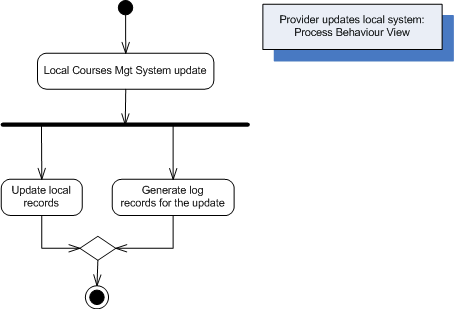 Provider updates local system:
Process Behaviour View
Local Courses Mgt System update
Update local
records
Generate log
records for the update